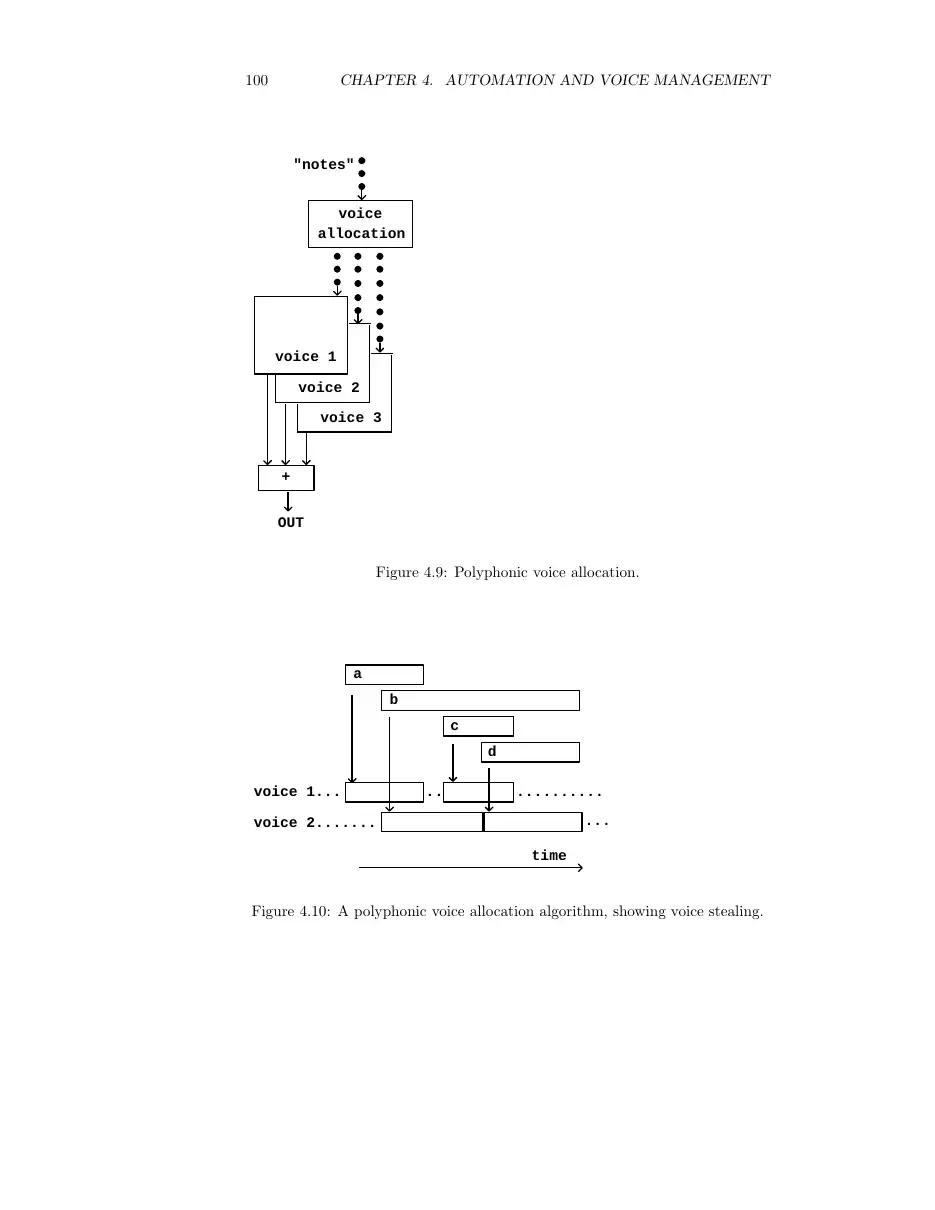 100 CHAPTER 4. AUTOMATION AND VOICE MANAGEMENT
"notes"
voice
allocation
voice 1
voice 2
voice 3
+
OUT
Figure 4.9: Polyphonic voice allocation.
a
b
c
d
voice 1... .. ..........
voice 2....... ...
time
Figure 4.10: A polyphonic voice allocation algorithm, showing voice stealing.